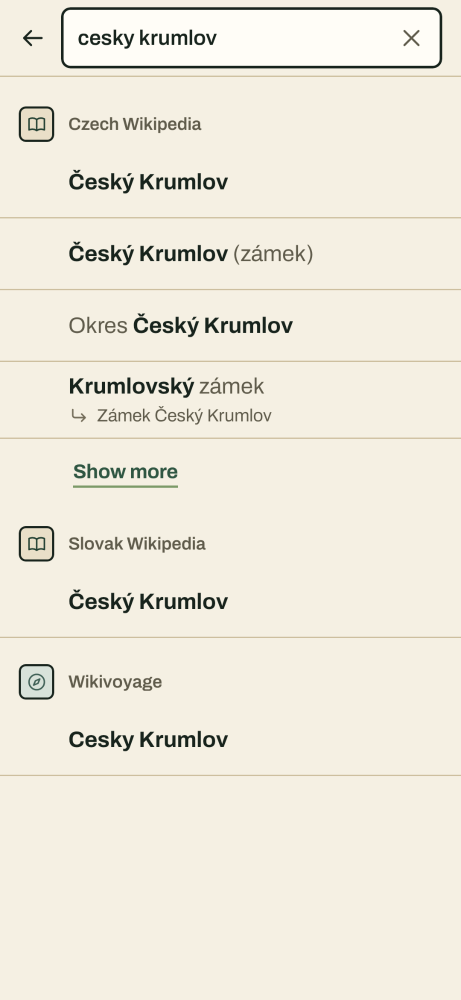 cesky krumlov
Czech Wikipedia
Český Krumlov
Český Krumlov (zámek)
Okres Český Krumlov
Krumlovský zámek
Zámek Český Krumlov
Show more
Slovak Wikipedia
Český Krumlov
Wikivoyage
Cesky Krumlov